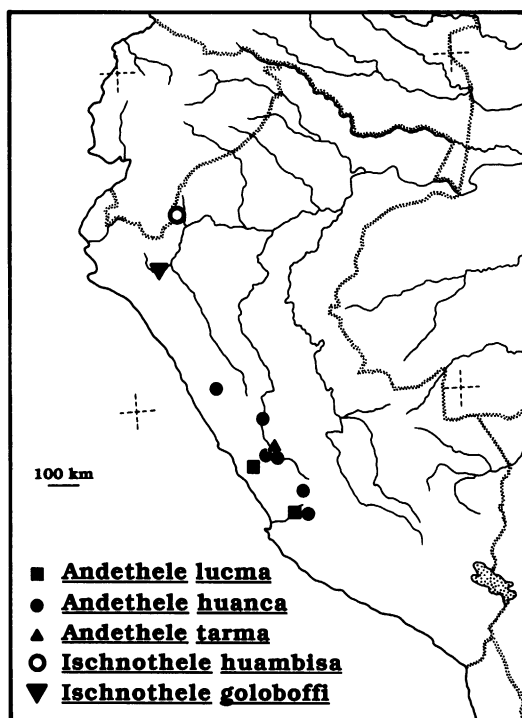 100 km
Andethele lucma
Andethele huanca
Andethele tarma
Ischnothele huambisa
Ischnothele goloboffi